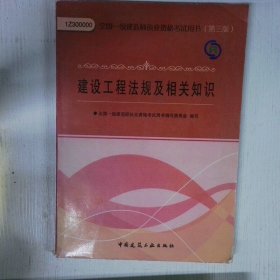 1Z300000
全国一级建造师执业资格考试用书（第三版）
建设工程法规及相关知识
全国一级建造师执业资格考试用书编写委员会 编写
中国建筑工业出版社